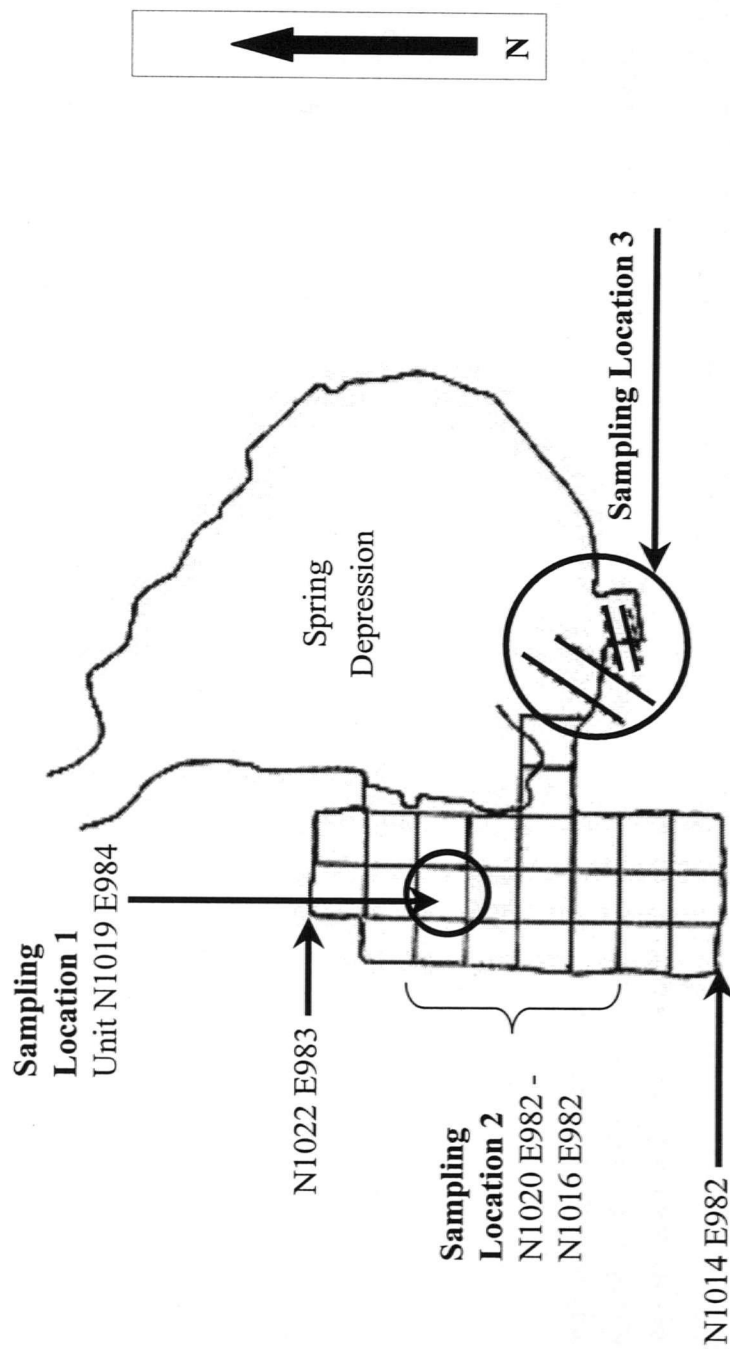 Sampling
Location 1
Unit N1019 E984
N1022 E983
Sampling
Location 2
N1020 E982 -
N1016 E982
N1014 E982
Spring
Depression
Sampling Location 3
N